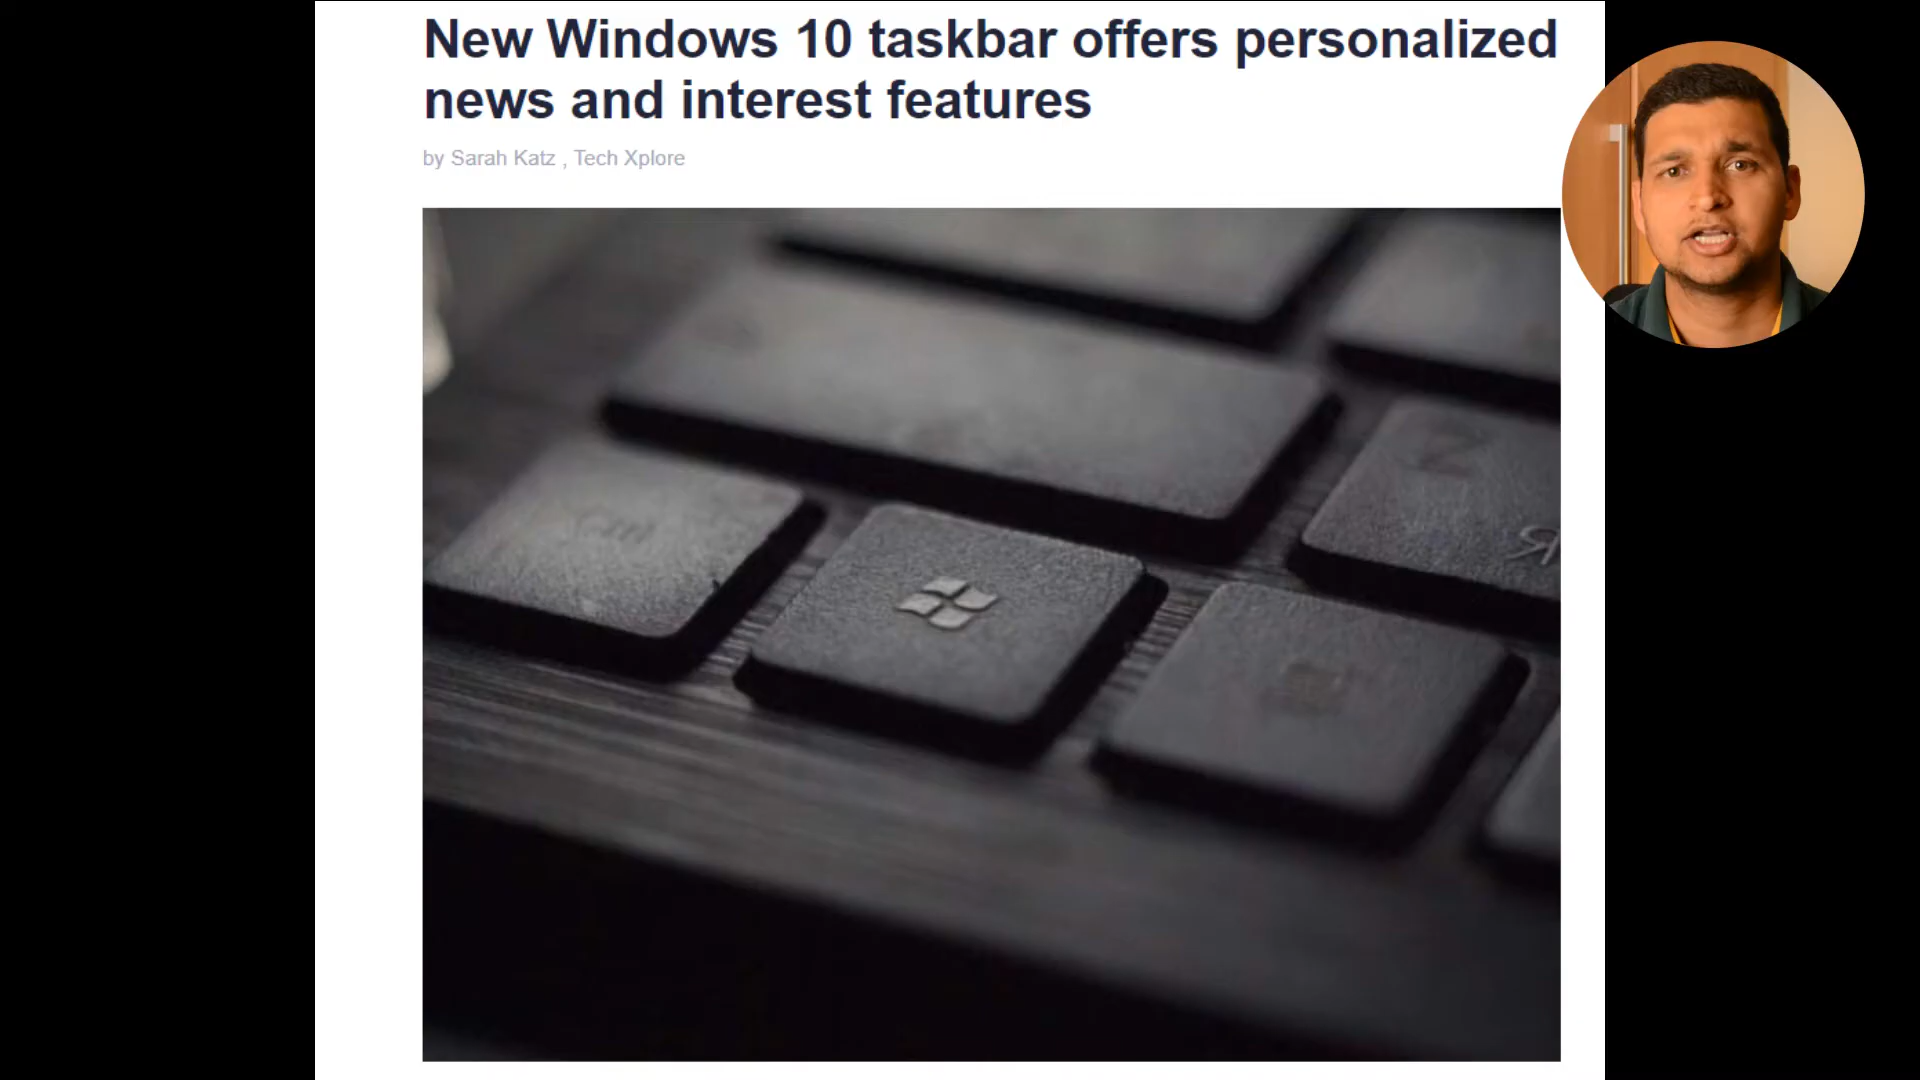 New Windows 10 taskbar offers personalized
news and interest features
by Sarah Katz , Tech Xplore